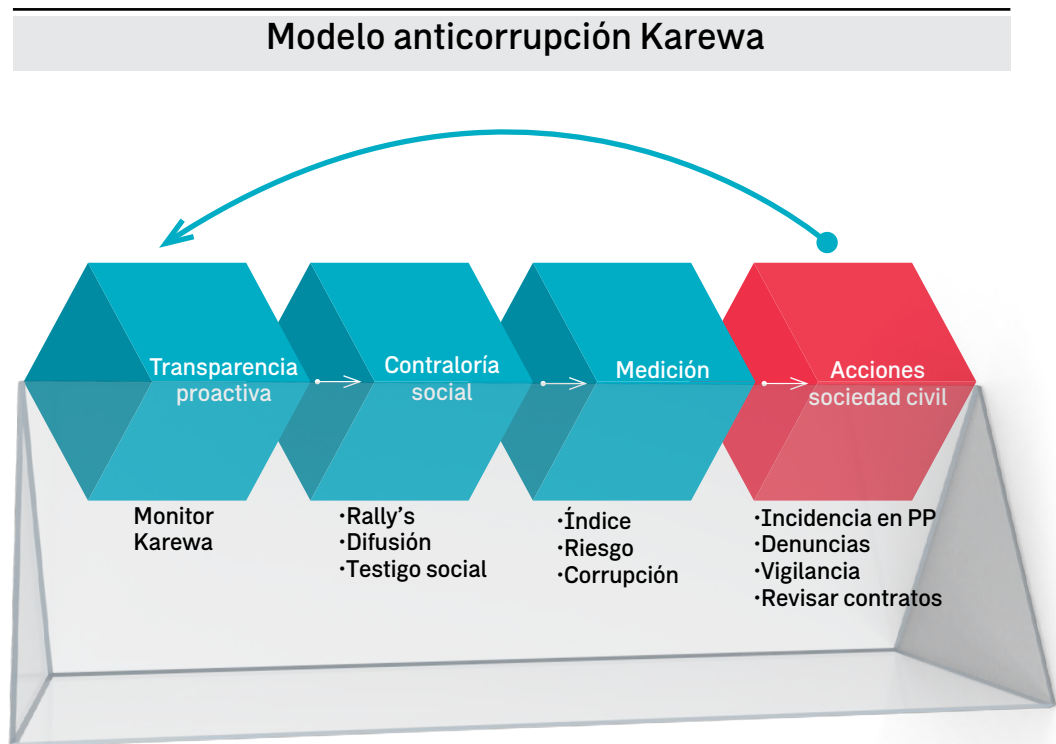 Modelo anticorrupción Karewa
Transparencia
proactiva
Contraloría
social
Medición
Acciones
sociedad civil
Monitor
Karewa
·Rally's
·Difusión
·Testigo social
·Índice
·Riesgo
·Corrupción
·Incidencia en PP
·Denuncias
·Vigilancia
·Revisar contratos